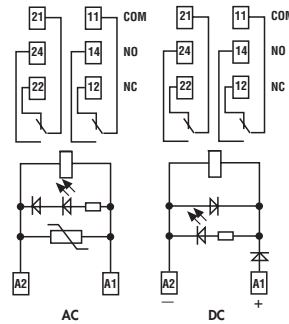 21 11 COM 21 11 COM
24 14 NO 24 14 NO
22 12 NC 22 12 NC
A2 A1 A2 A1
— +
AC DC